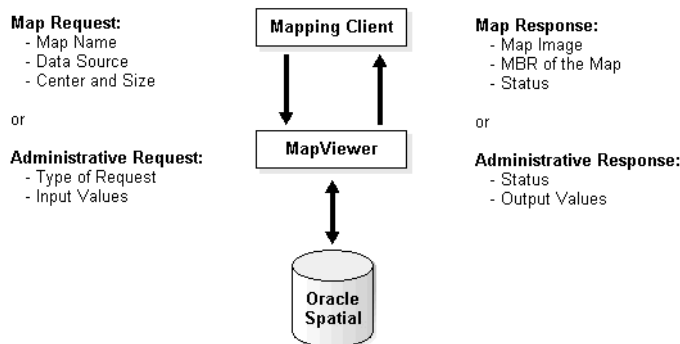 Map Request:
- Map Name
- Data Source
- Center and Size
or
Administrative Request:
- Type of Request
- Input Values
Mapping Client
MapViewer
Oracle
Spatial
Map Response:
- Map Image
- MBR of the Map
- Status
or
Administrative Response:
- Status
- Output Values